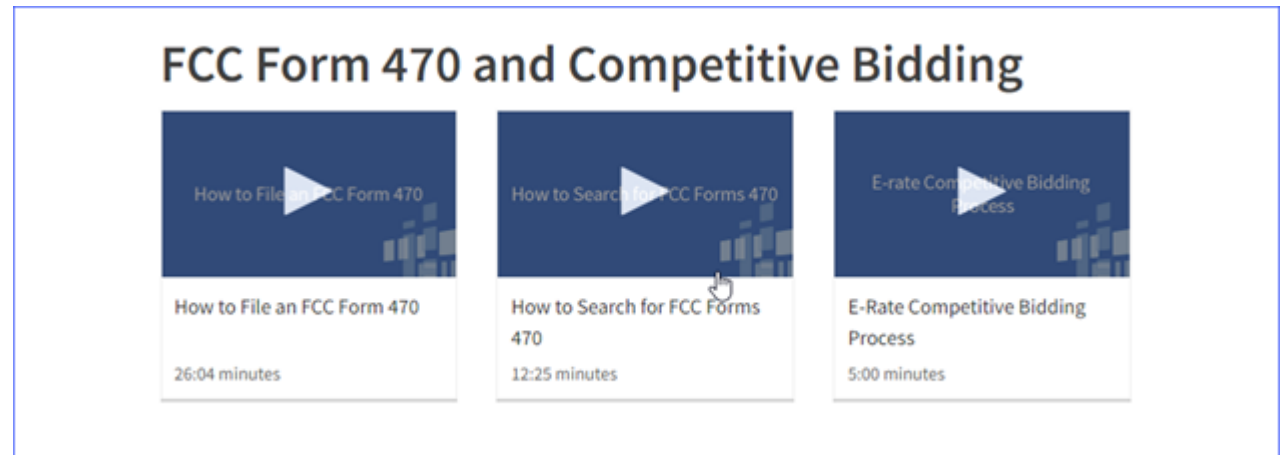 FCC Form 470 and Competitive Bidding
How to File an FCC Form 470
How to Search for FCC Forms 470
E-rate Competitive Bidding
Process
How to File an FCC Form 470
26:04 minutes
How to Search for FCC Forms
470
12:25 minutes
E-Rate Competitive Bidding
Process
5:00 minutes